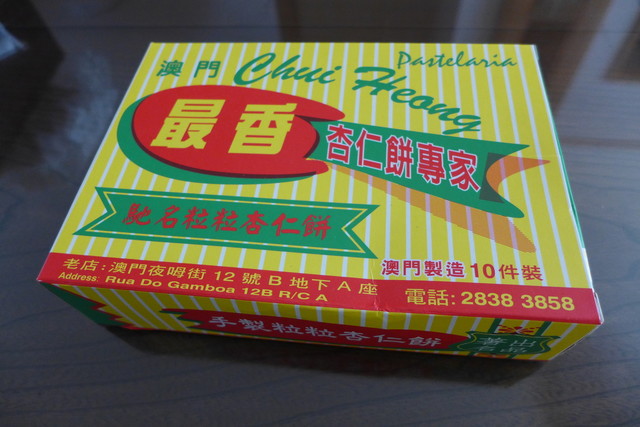 澳門 Chui Heong Pastelaria
最香
杏仁餅專家
馳名粒粒杏仁餅
澳門製造 10件裝
老店:澳門夜呣街 12 號 B 地下 A 座
Address: Rua Do Gamboa 12B R/C A
電話: 2838 3858
手製粒粒杏仁餅